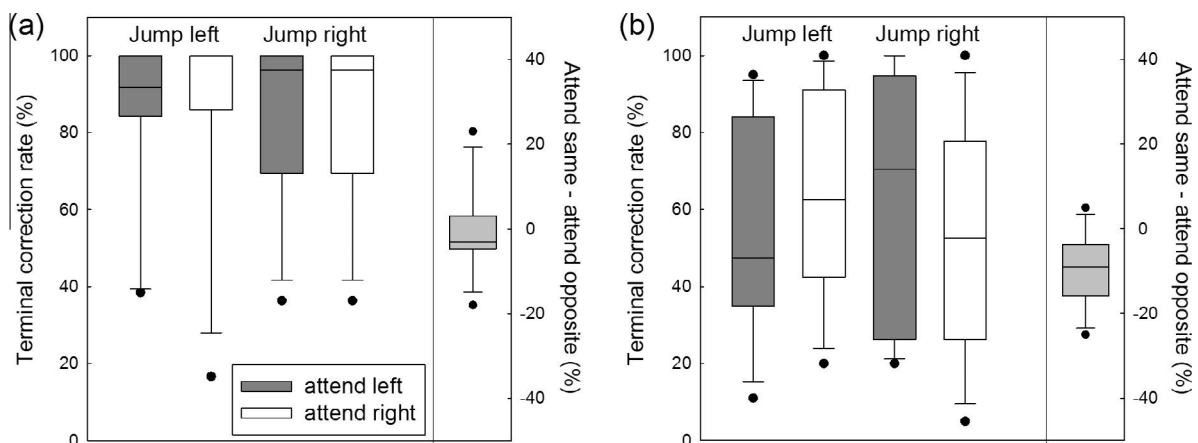 (a)
Jump left Jump right
Terminal correction rate (%)
100
80
60
40
20
0
attend left
attend right
40
20
0
-20
-40
Attend same - attend opposite (%)
(b)
Jump left Jump right
Terminal correction rate (%)
100
80
60
40
20
0
40
20
0
-20
-40
Attend same - attend opposite (%)